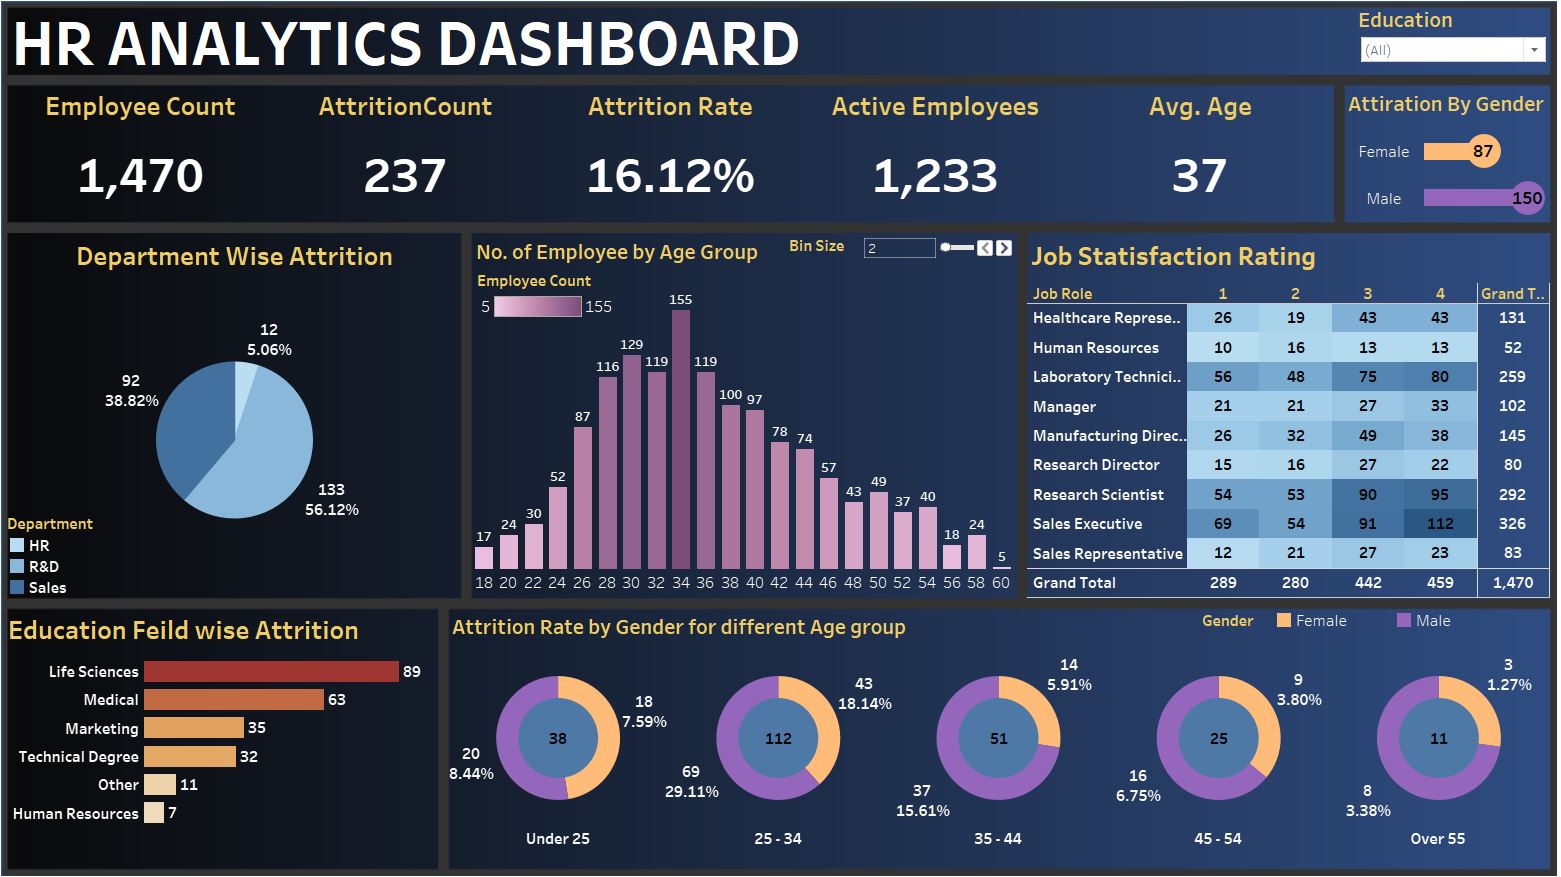 HR ANALYTICS DASHBOARD
Education
(All)
Employee Count
AttritionCount
Attrition Rate
Active Employees
Avg. Age
1,470
237
16.12%
1,233
37
Attiration By Gender
Female 87
Male 150
Department Wise Attrition
12
5.06%
92
38.82%
133
56.12%
Department
HR
R&D
Sales
No. of Employee by Age Group
Bin Size 2
Employee Count
5 155
17 24 30 52 87 116 129 119 155 119 100 97 78 74 57 43 49 37 40 18 24 5
18 20 22 24 26 28 30 32 34 36 38 40 42 44 46 48 50 52 54 56 58 60
Job Statisfaction Rating
Job Role 1 2 3 4 Grand T..
Healthcare Represe.. 26 19 43 43 131
Human Resources 10 16 13 13 52
Laboratory Technici.. 56 48 75 80 259
Manager 21 21 27 33 102
Manufacturing Direc.. 26 32 49 38 145
Research Director 15 16 27 22 80
Research Scientist 54 53 90 95 292
Sales Executive 69 54 91 112 326
Sales Representative 12 21 27 23 83
Grand Total 289 280 442 459 1,470
Education Feild wise Attrition
Life Sciences 89
Medical 63
Marketing 35
Technical Degree 32
Other 11
Human Resources 7
Attrition Rate by Gender for different Age group
Gender Female Male
18
7.59%
38
20
8.44%
Under 25
43
18.14%
112
69
29.11%
25 - 34
14
5.91%
51
37
15.61%
35 - 44
9
3.80%
25
16
6.75%
45 - 54
3
1.27%
11
8
3.38%
Over 55